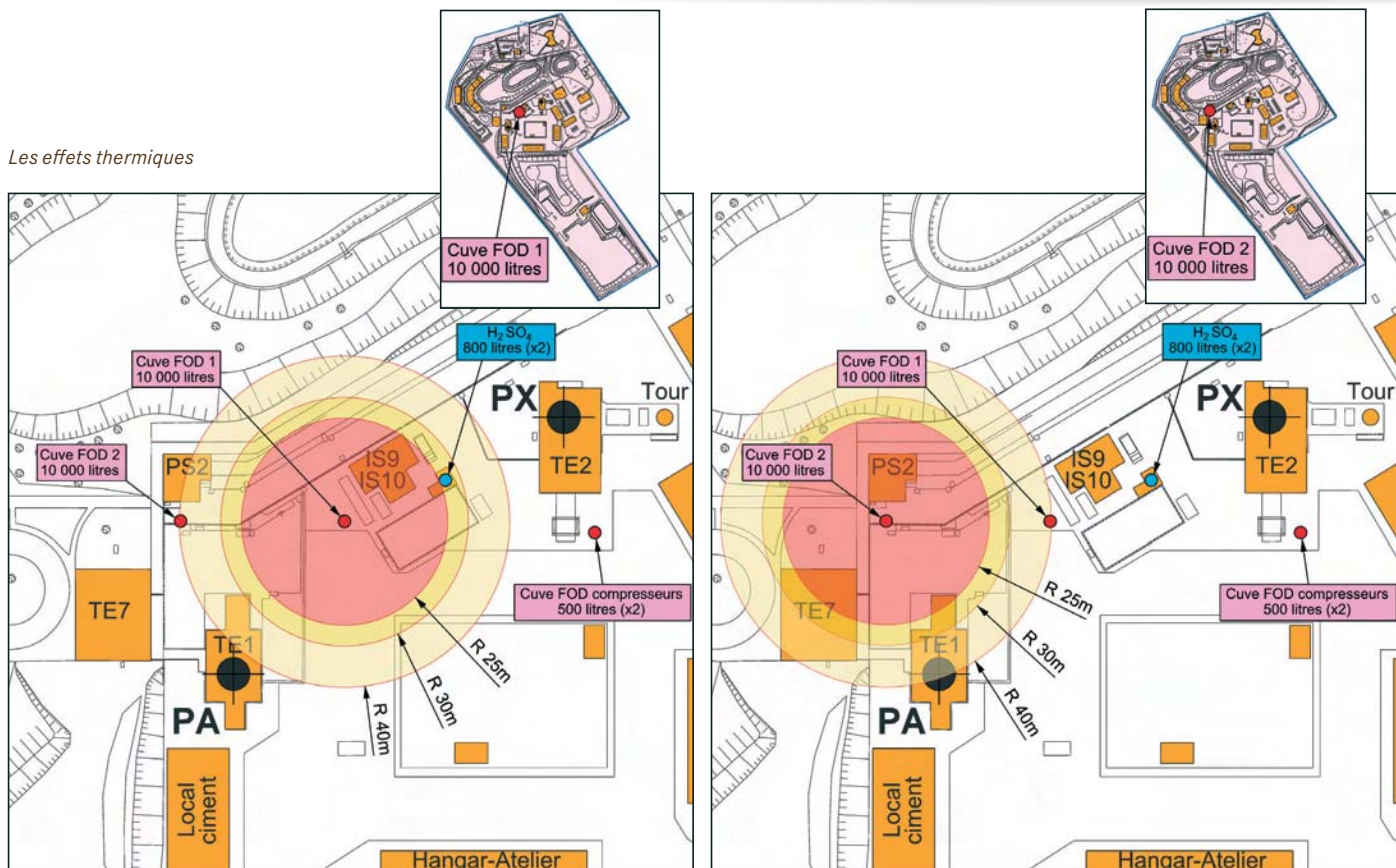 Les effets thermiques
Cuve FOD 1
10 000 litres
Cuve FOD 2
10 000 litres
H₂SO₄
800 litres (x2)
Cuve FOD 1
10 000 litres
PX
Tour
Cuve FOD 2
10 000 litres
PS2
IS9
IS10
TE2
Cuve FOD compresseurs
500 litres (x2)
TE7
TE1
R 25m
R 30m
R 40m
PA
Local
ciment
Hangar-Atelier
H₂SO₄
800 litres (x2)
Cuve FOD 1
10 000 litres
PX
Tour
Cuve FOD 2
10 000 litres
PS2
IS9
IS10
TE2
Cuve FOD compresseurs
500 litres (x2)
TE7
TE1
R 25m
R 30m
R 40m
PA
Local
ciment
Hangar-Atelier